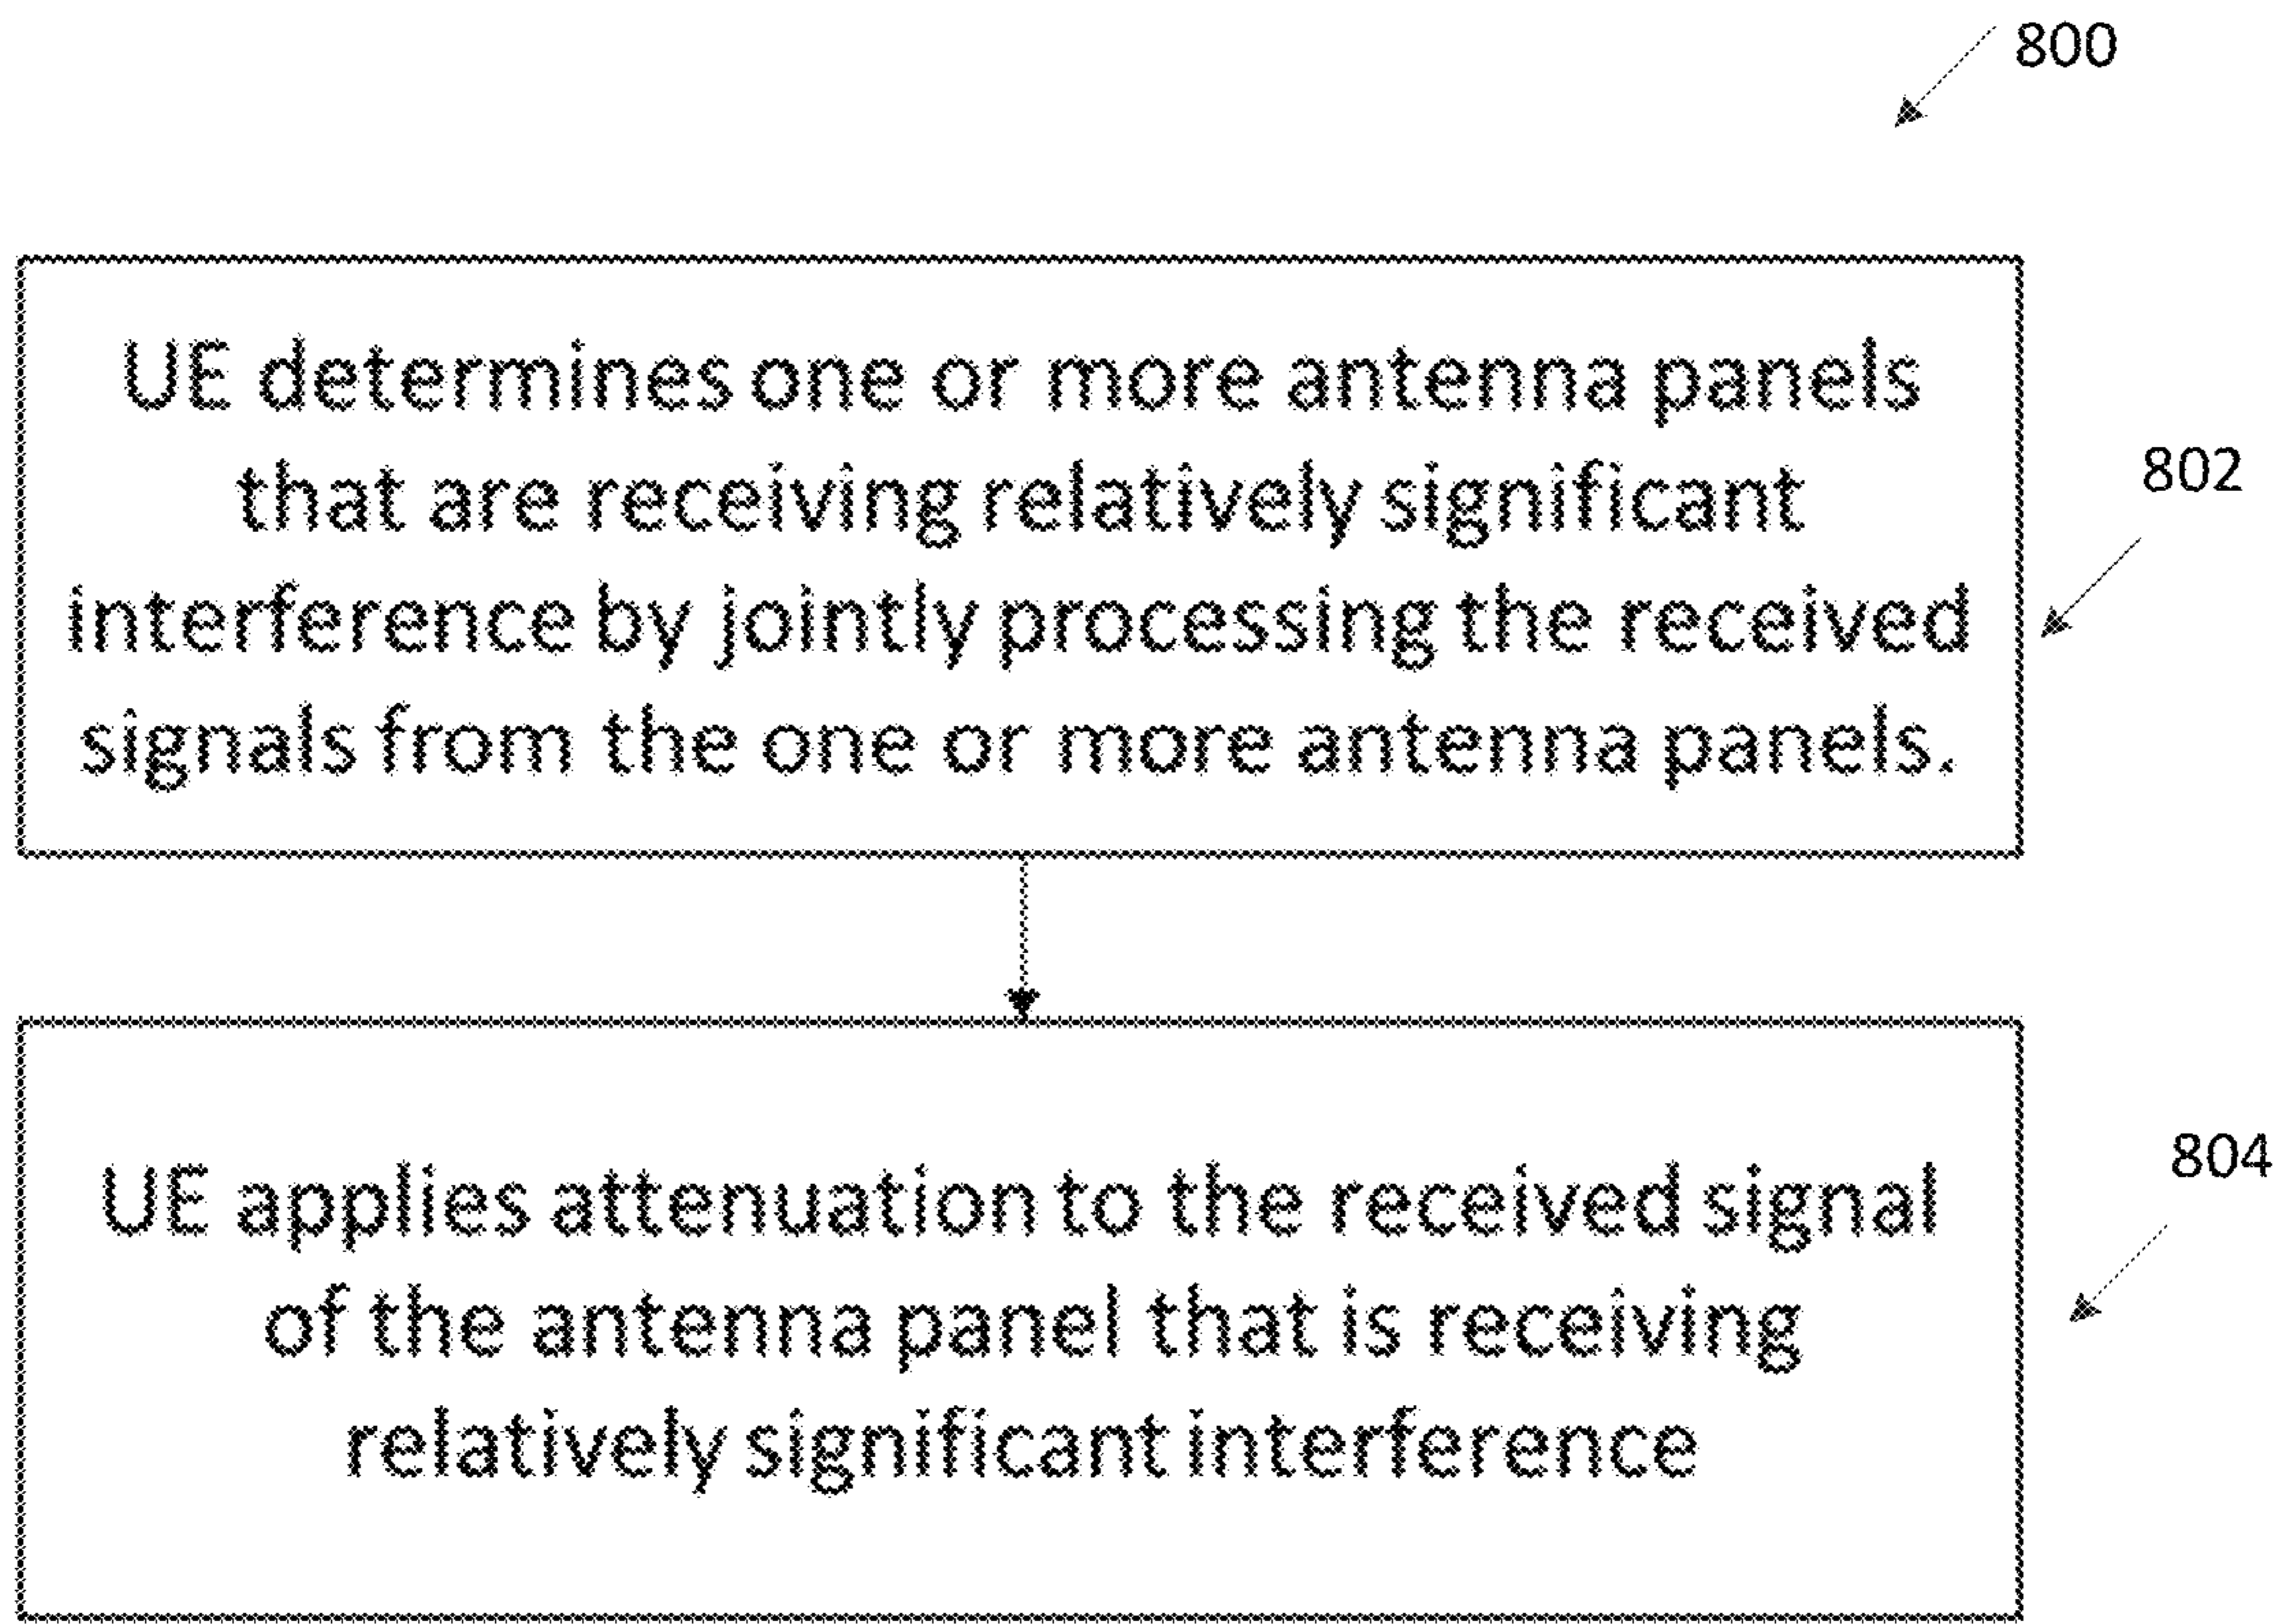 800
UE determines one or more antenna panels
that are receiving relatively significant
802
interference by jointly processing the received
signals from the one or more antenna panels.
UE applies attenuation to the received signal
804
of the antenna panel that is receiving
relatively significant interference